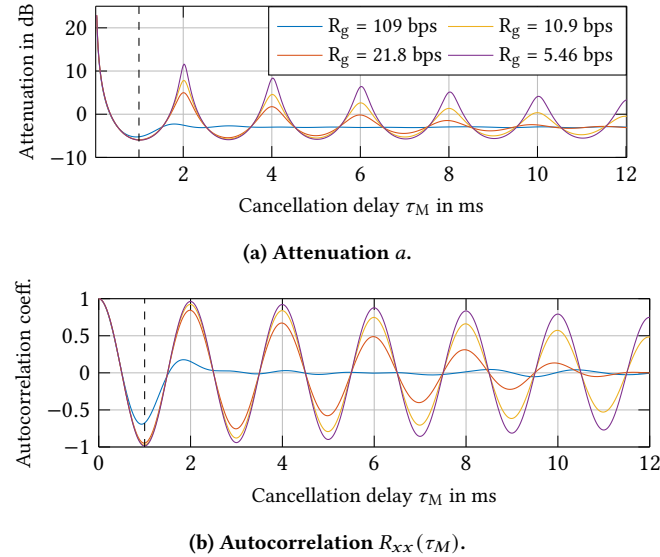 Attenuation in dB
20
10
0
−10
R_g = 109 bps
R_g = 10.9 bps
R_g = 21.8 bps
R_g = 5.46 bps
2 4 6 8 10 12
Cancellation delay τ_M in ms
(a) Attenuation a.
Autocorrelation coeff.
1
0.5
0
−0.5
−1
0 2 4 6 8 10 12
Cancellation delay τ_M in ms
(b) Autocorrelation R_xx(τ_M).